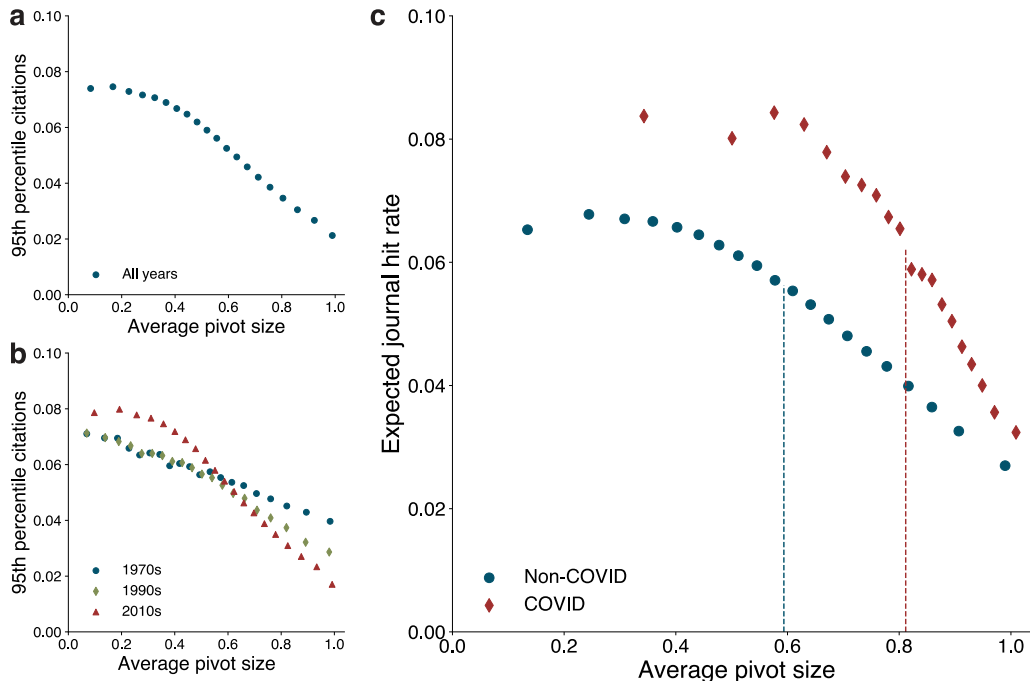 a
95th percentile citations
0.10
0.08
0.06
0.04
0.02
0.00
All years
0.0 0.2 0.4 0.6 0.8 1.0
Average pivot size
b
95th percentile citations
0.10
0.08
0.06
0.04
0.02
0.00
1970s
1990s
2010s
0.0 0.2 0.4 0.6 0.8 1.0
Average pivot size
c
Expected journal hit rate
0.10
0.08
0.06
0.04
0.02
0.00
Non-COVID
COVID
0.0 0.2 0.4 0.6 0.8 1.0
Average pivot size